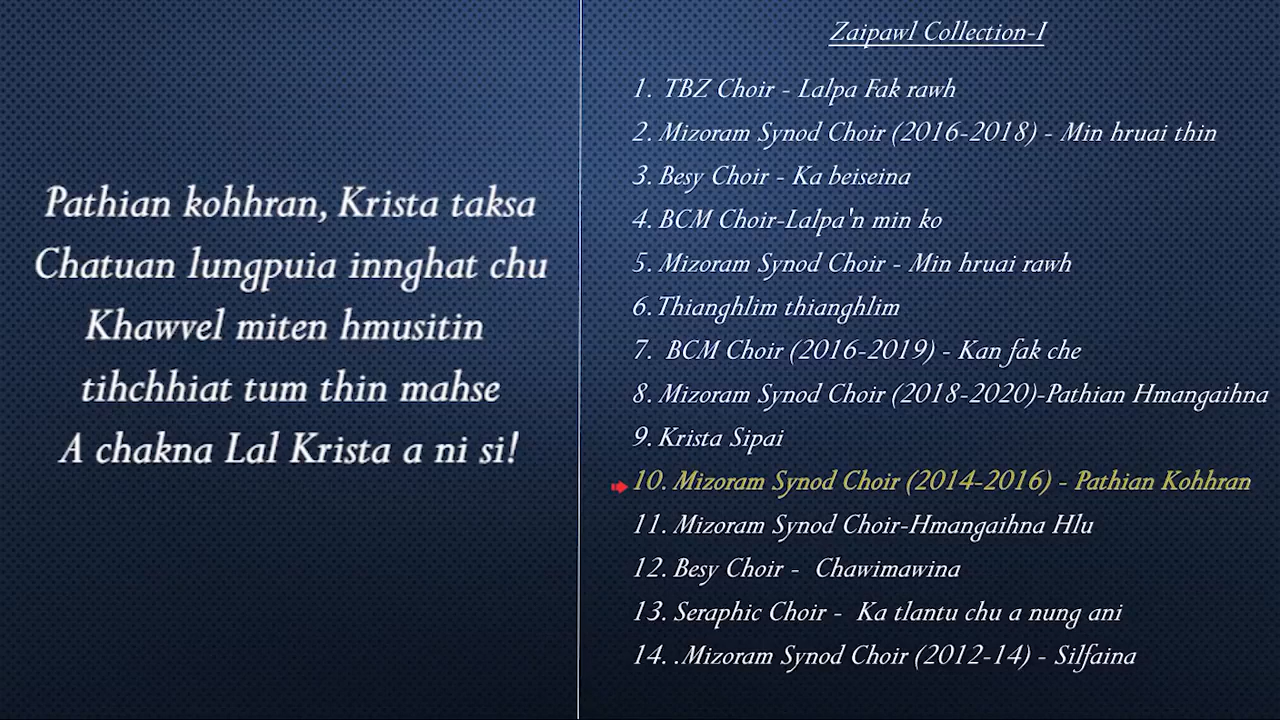 Pathian kohhran, Krista taksa
Chatuan lungpuia innghat chu
Khawvel miten hmusitin
tihchhiat tum thin mahse
A chakna Lal Krista a ni si!
Zaipawl Collection-I
1. TBZ Choir - Lalpa Fak rawh
2. Mizoram Synod Choir (2016-2018) - Min hruai thin
3. Besy Choir - Ka beiseina
4. BCM Choir-Lalpa'n min ko
5. Mizoram Synod Choir - Min hruai rawh
6. Thianghlim thianghlim
7. BCM Choir (2016-2019) - Kan fak che
8. Mizoram Synod Choir (2018-2020)-Pathian Hmangaihna
9. Krista Sipai
10. Mizoram Synod Choir (2014-2016) - Pathian Kohhran
11. Mizoram Synod Choir-Hmangaihna Hlu
12. Besy Choir - Chawimawina
13. Seraphic Choir - Ka tlantu chu a nung ani
14. .Mizoram Synod Choir (2012-14) - Silfaina